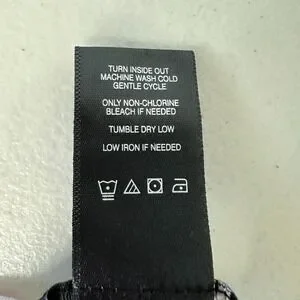 TURN INSIDE OUT
MACHINE WASH COLD
GENTLE CYCLE
ONLY NON-CHLORINE
BLEACH IF NEEDED
TUMBLE DRY LOW
LOW IRON IF NEEDED